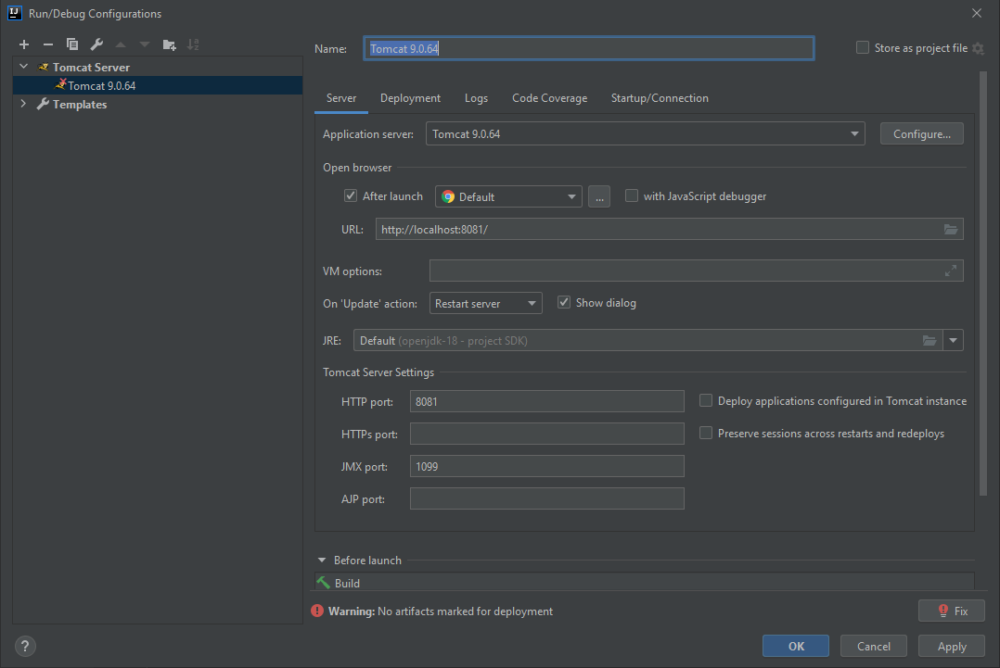 Run/Debug Configurations
Name: Tomcat 9.0.64 Store as project file
Tomcat Server
Tomcat 9.0.64
Templates
Server Deployment Logs Code Coverage Startup/Connection
Application server: Tomcat 9.0.64 Configure...
Open browser
After launch Default ... with JavaScript debugger
URL: http://localhost:8081/
VM options:
On 'Update' action: Restart server Show dialog
JRE: Default (openjdk-18 - project SDK)
Tomcat Server Settings
HTTP port: 8081 Deploy applications configured in Tomcat instance
HTTPs port: Preserve sessions across restarts and redeploys
JMX port: 1099
AJP port:
Before launch
Build
Warning: No artifacts marked for deployment Fix
? OK Cancel Apply